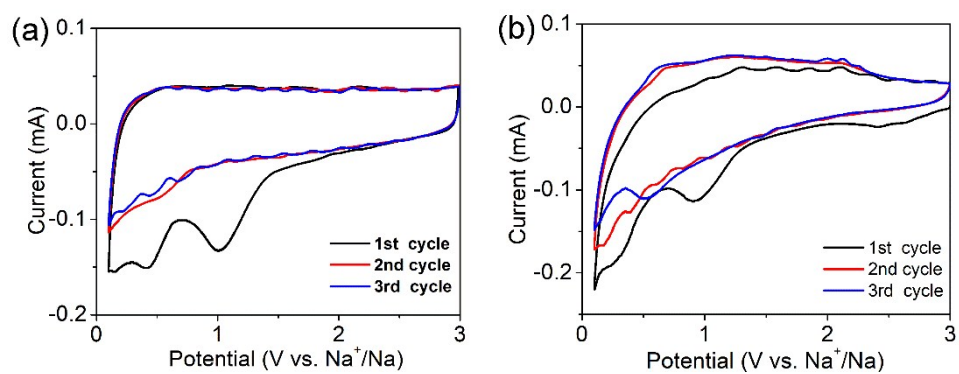 (a)
0.1
0.0
-0.1
-0.2
Current (mA)
1st cycle
2nd cycle
3rd cycle
0
1
2
3
Potential (V vs. Na⁺/Na)
(b)
0.1
0.0
-0.1
-0.2
Current (mA)
1st cycle
2nd cycle
3rd cycle
0
1
2
3
Potential (V vs. Na⁺/Na)